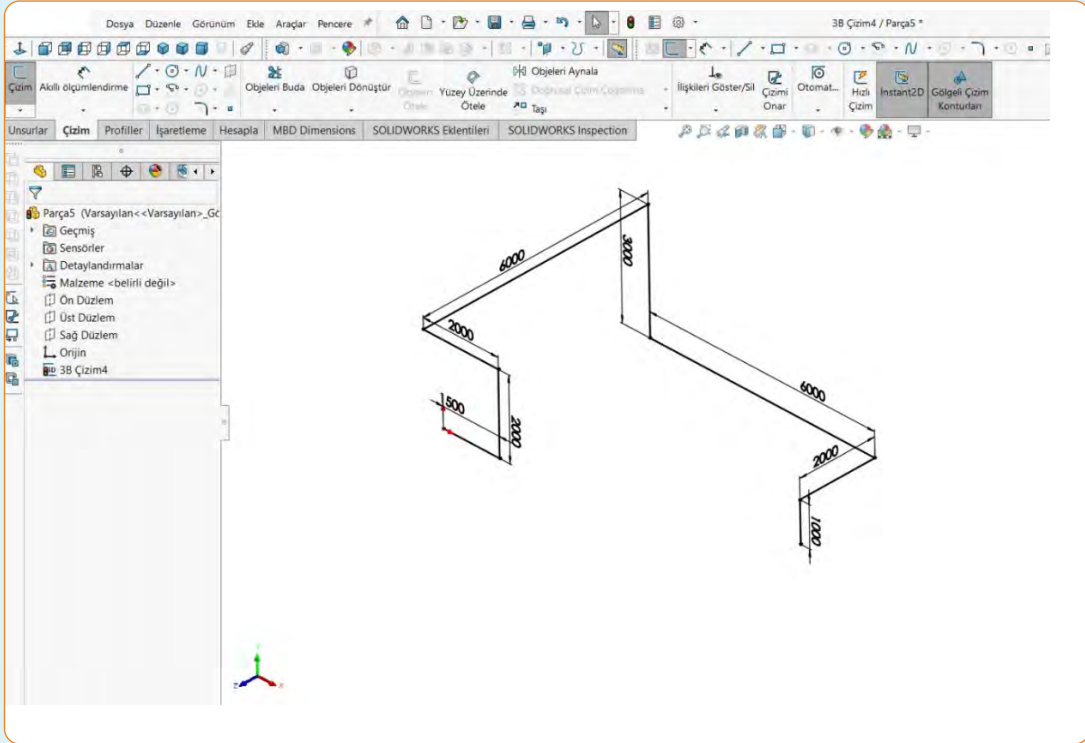 Dosya Düzenle Görünüm Ekle Araçlar Pencere
3B Çizim4 / Parça5 *
Çizim Akıllı ölçümlendirme Objeleri Buda Objeleri Dönüştür Yüzey Üzerinde Ötele Objeleri Aynala
Taşı
İlişkileri Göster/Sil Çizimi Onar Otomat... Hızlı Çizim Instant2D Gölgeli Çizim Konturları
Unsurlar Çizim Profiller İşaretleme Hesapla MBD Dimensions SOLIDWORKS Eklentileri SOLIDWORKS Inspection
Parça5 (Varsayılan<<Varsayılan>_Gö
Geçmiş
Sensörler
Detaylandırmalar
Malzeme <belirli değil>
Ön Düzlem
Üst Düzlem
Sağ Düzlem
Orijin
3B Çizim4
6000
3000
2000
6000
1500
2000
2000
1000